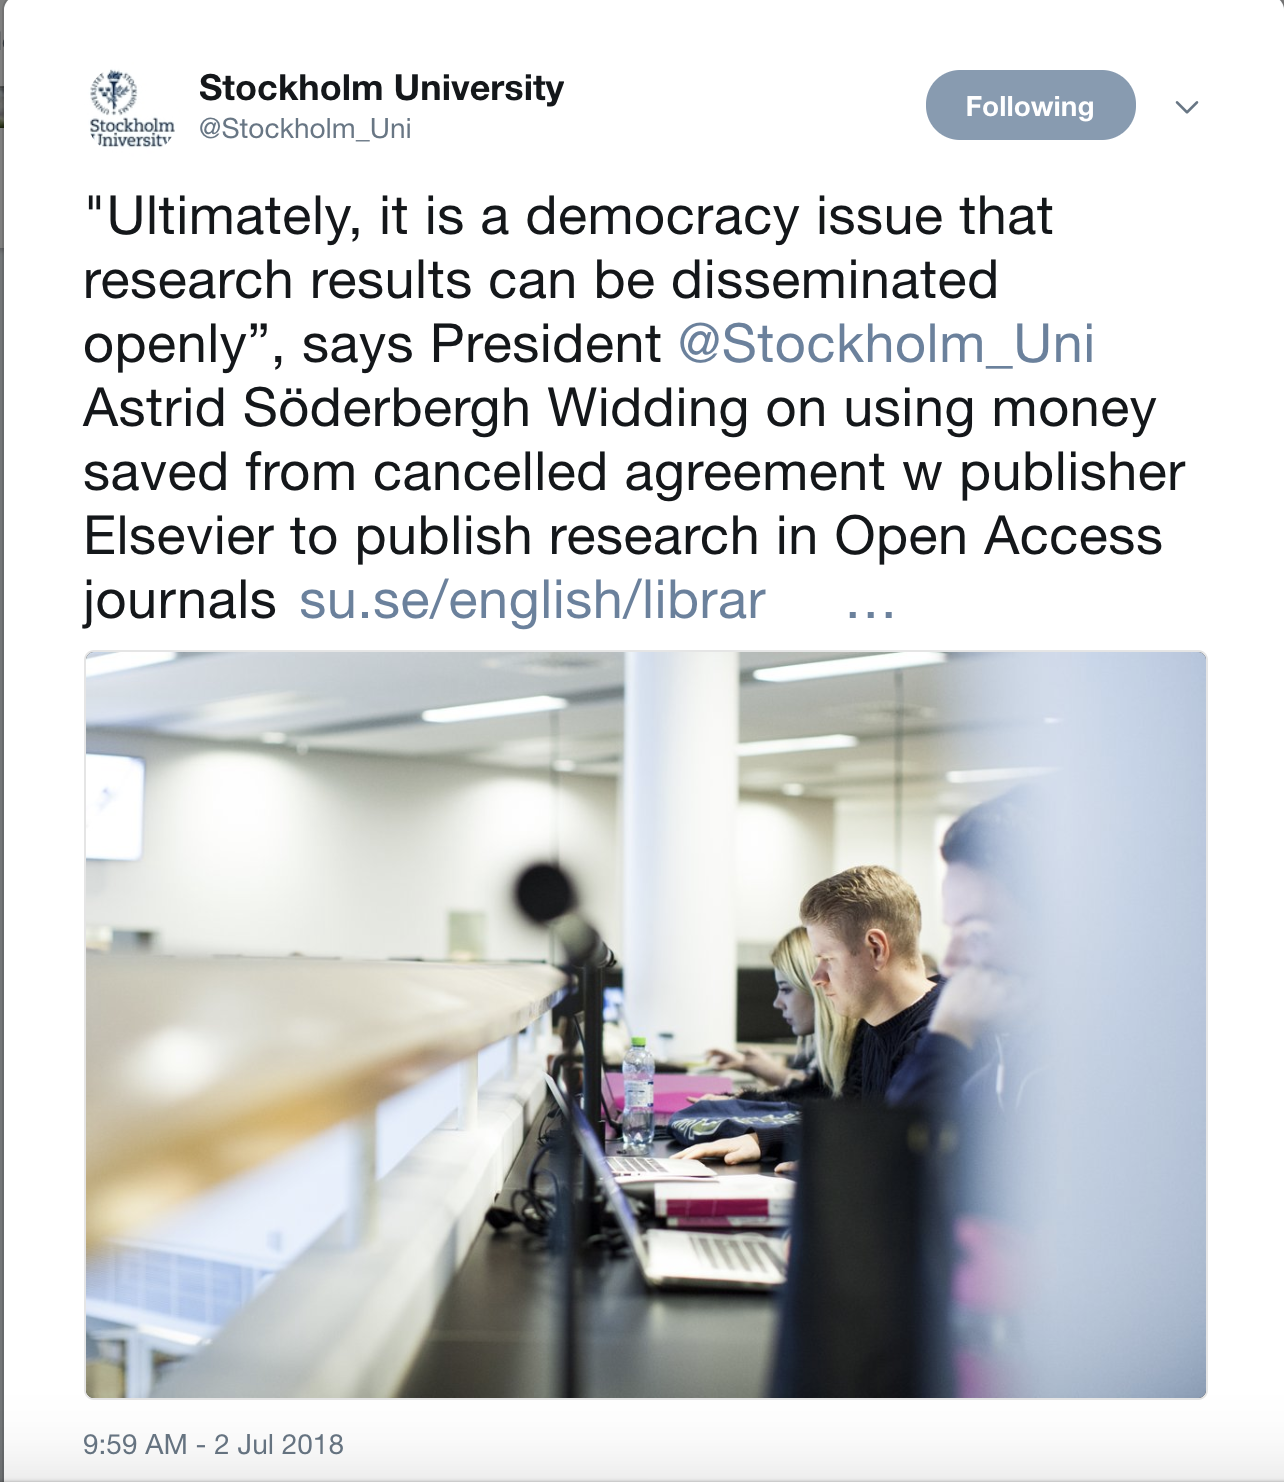 Stockholm University
@Stockholm_Uni
Following
Stockholm
University
"Ultimately, it is a democracy issue that
research results can be disseminated
openly”, says President @Stockholm_Uni
Astrid Söderbergh Widding on using money
saved from cancelled agreement w publisher
Elsevier to publish research in Open Access
journals su.se/english/librar …
9:59 AM - 2 Jul 2018